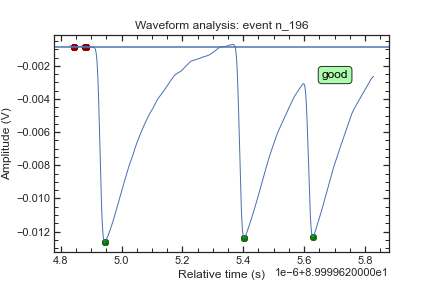 Waveform analysis: event n_196
Amplitude (V)
−0.002
−0.004
−0.006
−0.008
−0.010
−0.012
good
4.8 5.0 5.2 5.4 5.6 5.8
Relative time (s)
1e−6+8.9999620000e1